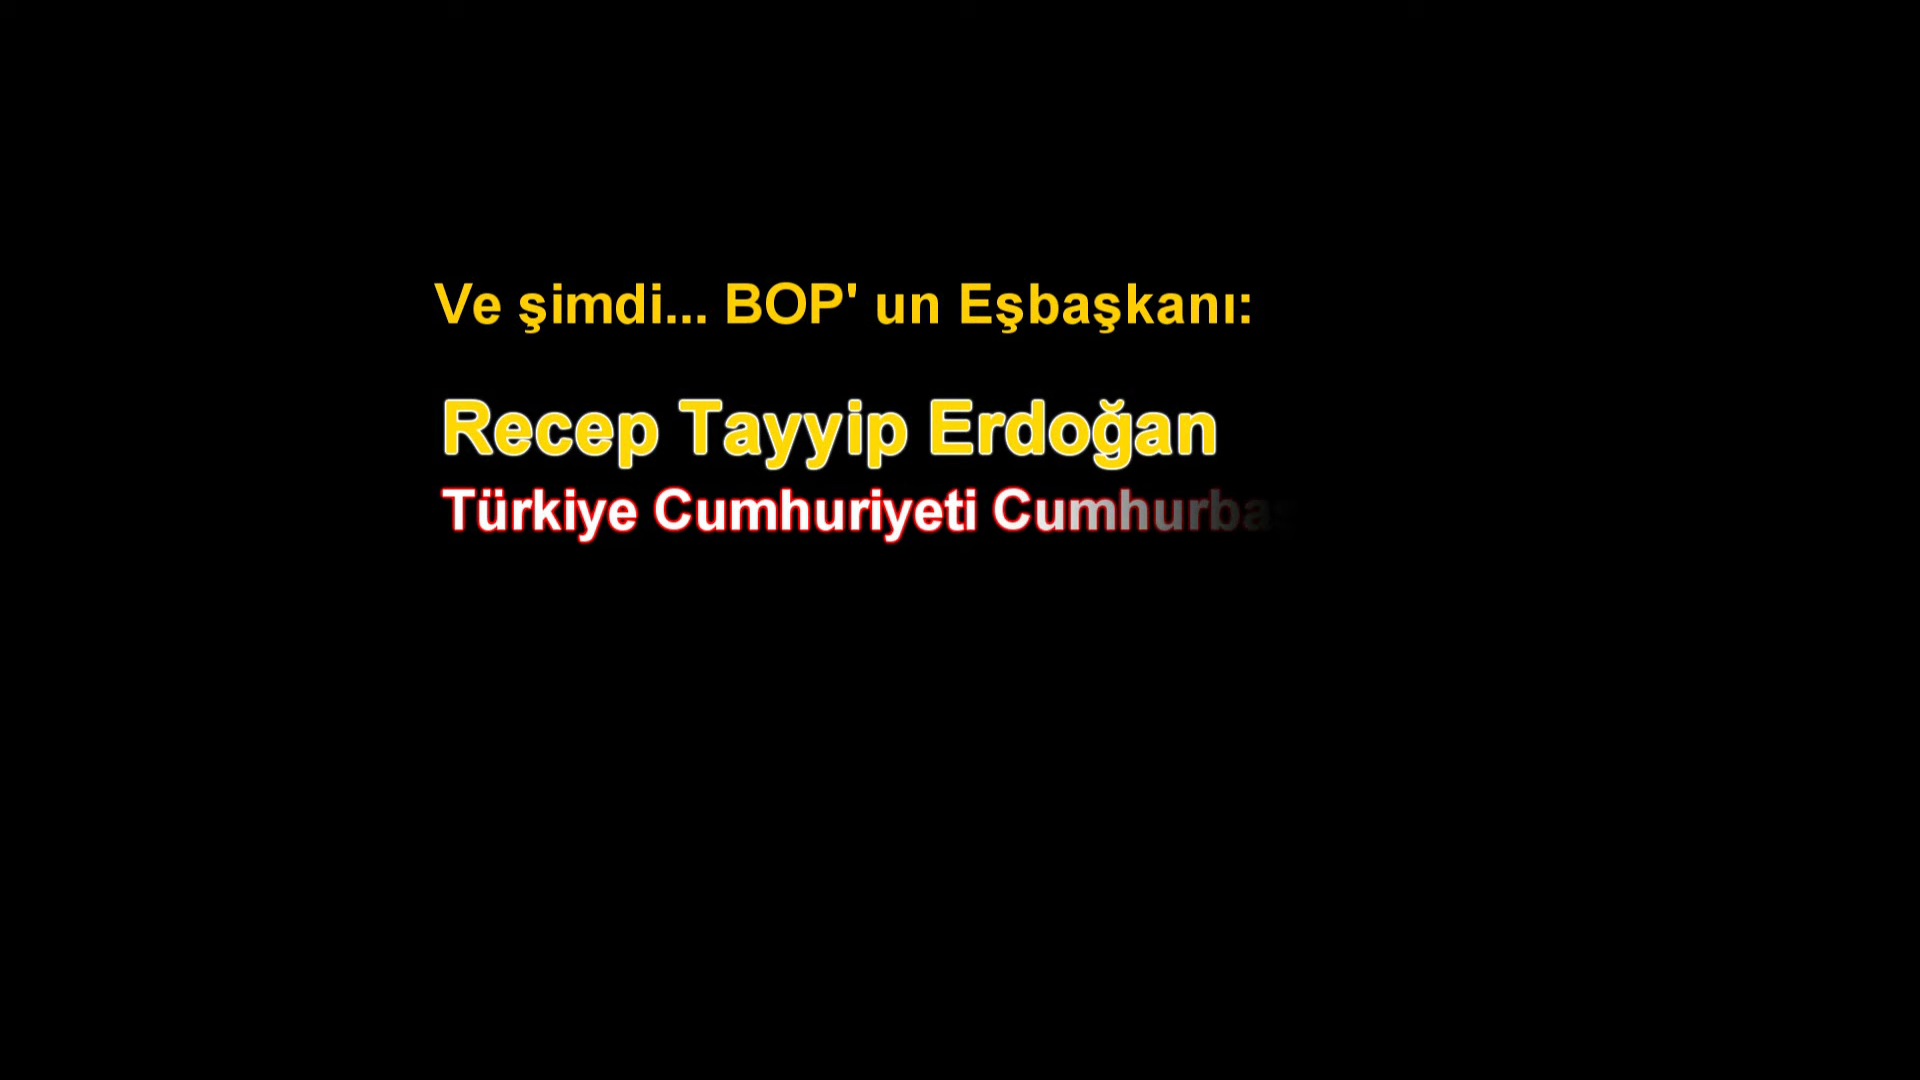 Ve şimdi... BOP' un Eşbaşkanı:
Recep Tayyip Erdoğan
Türkiye Cumhuriyeti